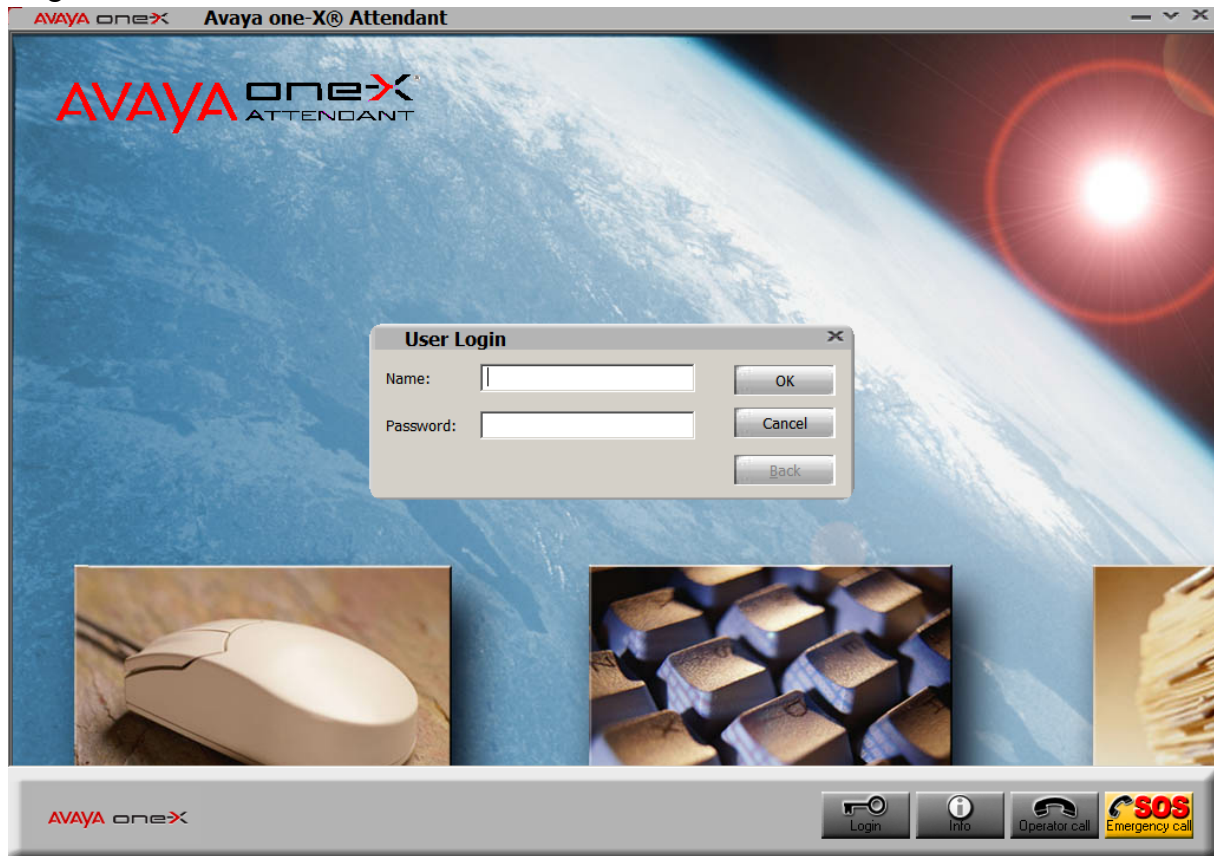 AVAYA one-X Avaya one-X® Attendant
AVAYA one-X
ATTENDANT
User Login
Name:
OK
Password:
Cancel
Back
AVAYA one-X
Login
Info
Operator call
SOS
Emergency call